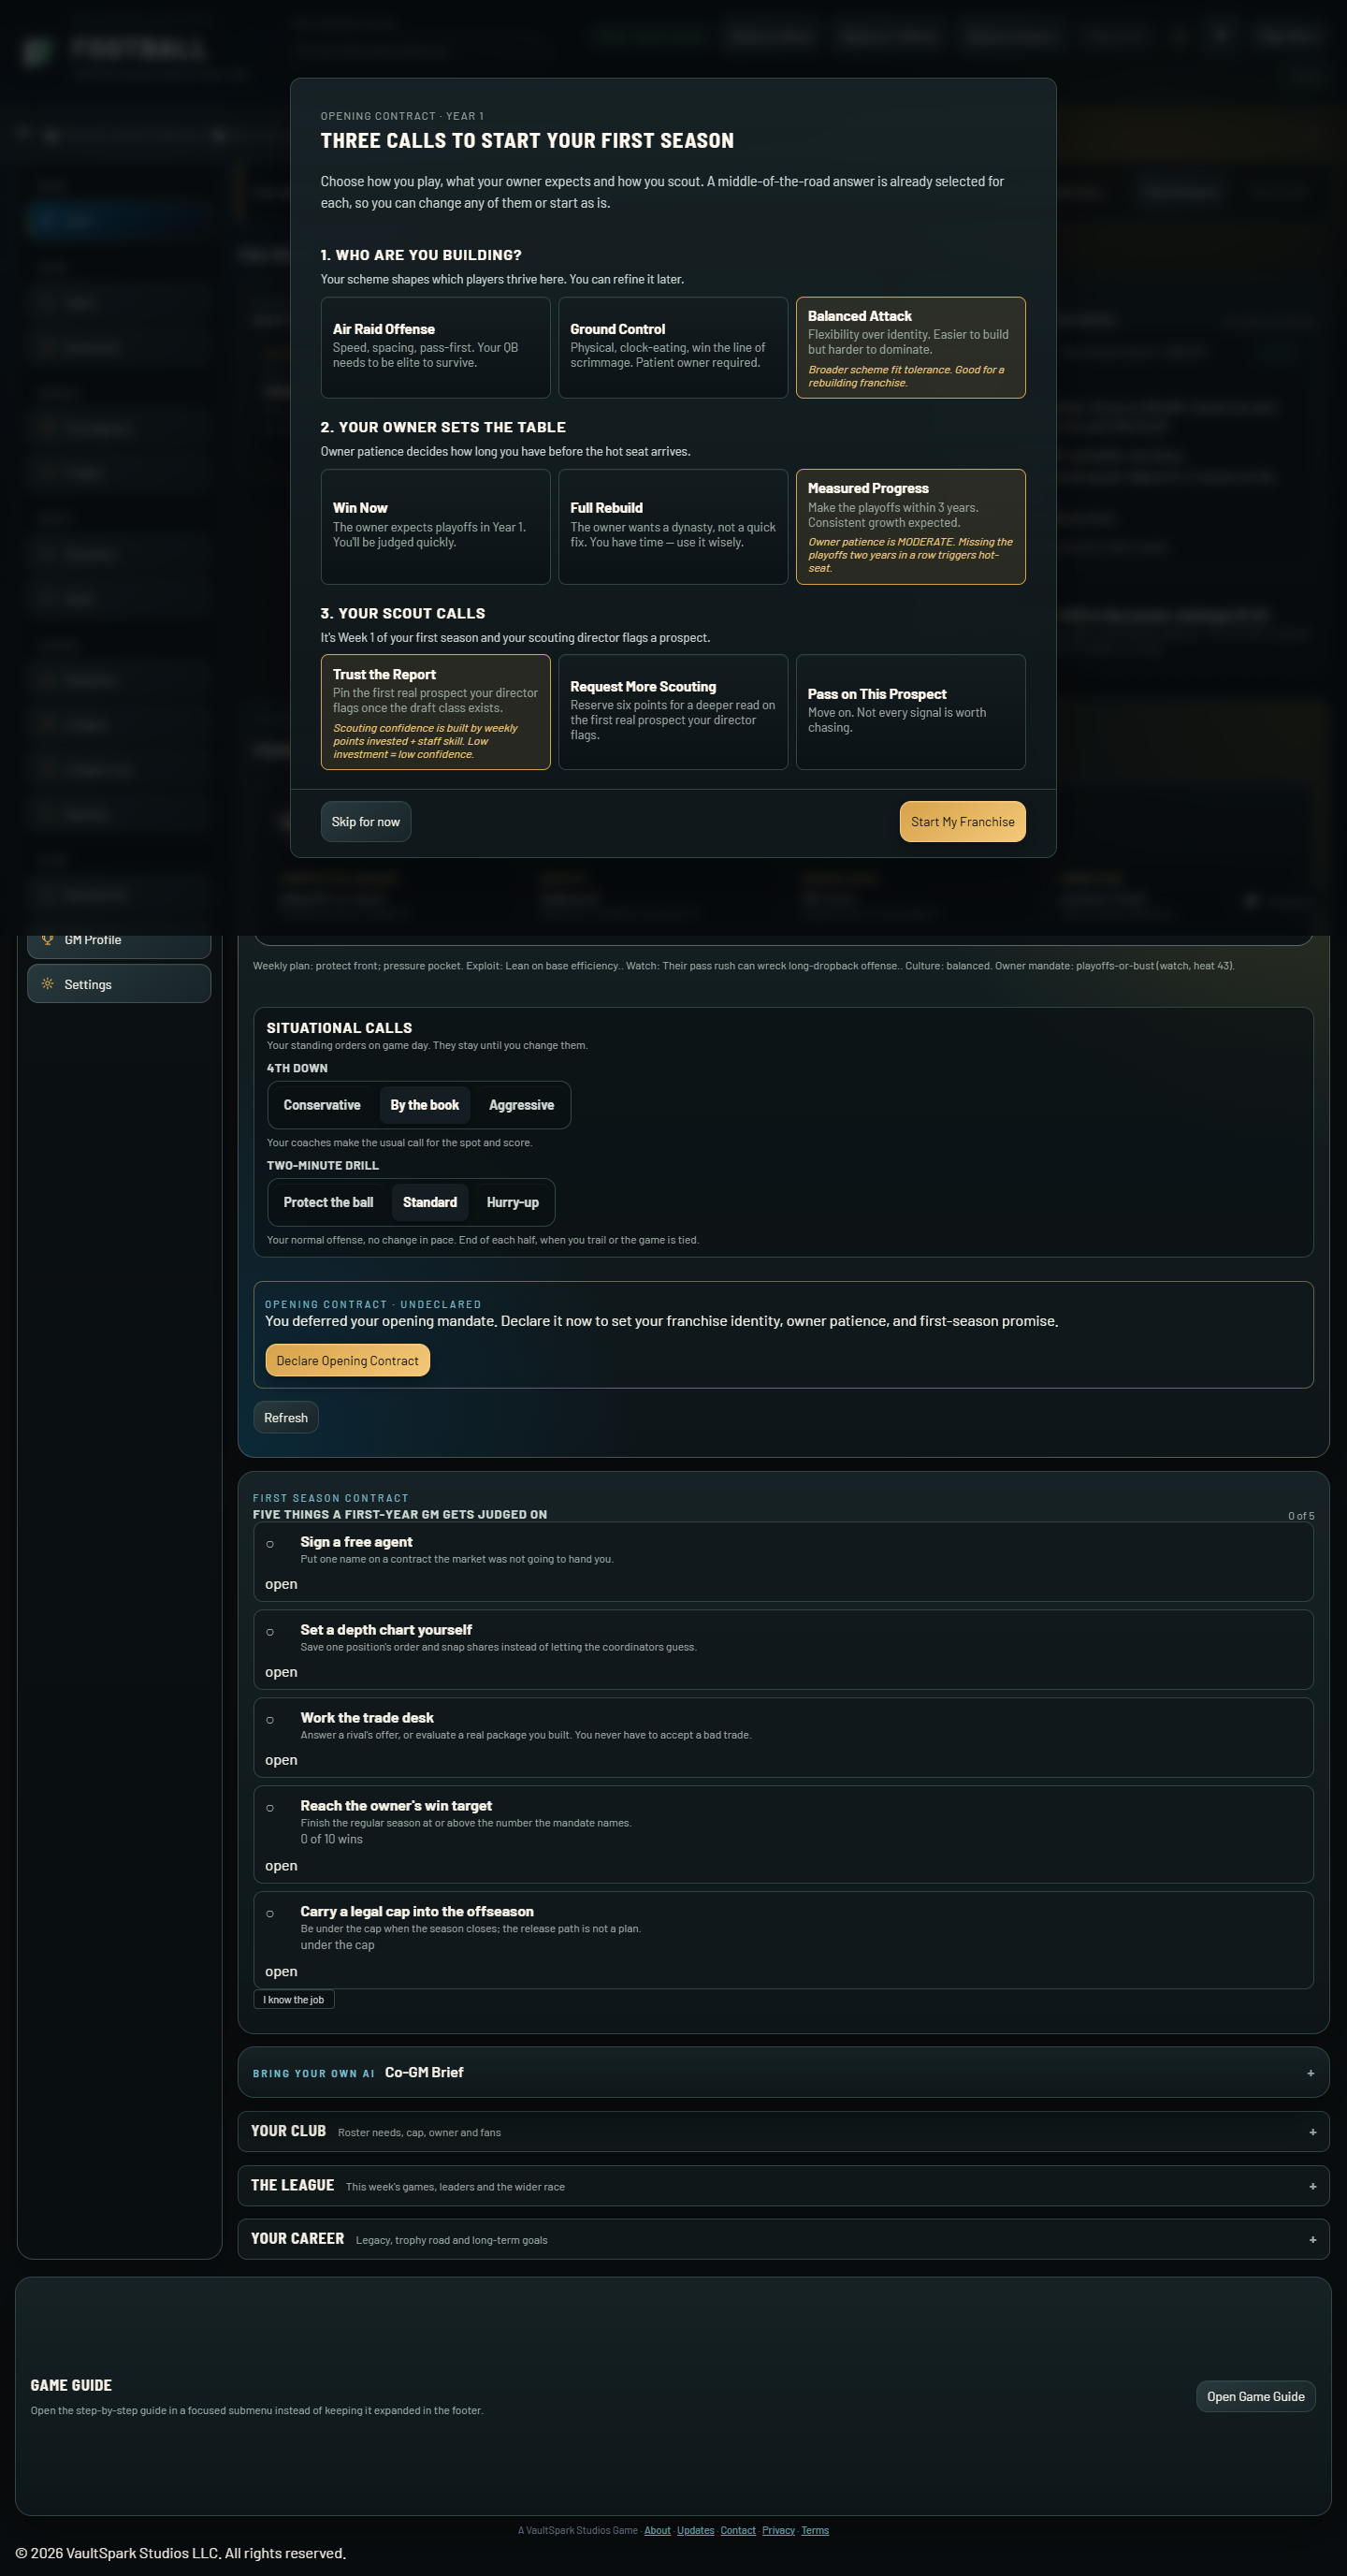 FOOTBALL
OPENING CONTRACT · YEAR 1
THREE CALLS TO START YOUR FIRST SEASON
Choose how you play, what your owner expects and how you scout. A middle-of-the-road answer is already selected for
each, so you can change any of them or start as is.
1. WHO ARE YOU BUILDING?
Your scheme shapes which players thrive here. You can refine it later.
Air Raid Offense
Speed, spacing, pass-first. Your QB
needs to be elite to survive.
Ground Control
Physical, clock-eating, win the line of
scrimmage. Patient owner required.
Balanced Attack
Flexibility over identity. Easier to build
but harder to dominate.
Broader scheme fit tolerance. Good for a
rebuilding franchise.
2. YOUR OWNER SETS THE TABLE
Owner patience decides how long you have before the hot seat arrives.
Win Now
The owner expects playoffs in Year 1.
You'll be judged quickly.
Full Rebuild
The owner wants a dynasty, not a quick
fix. You have time — use it wisely.
Measured Progress
Make the playoffs within 3 years.
Consistent growth expected.
Owner patience is MODERATE. Missing the
playoffs two years in a row triggers hot-
seat.
3. YOUR SCOUT CALLS
It's Week 1 of your first season and your scouting director flags a prospect.
Trust the Report
Pin the first real prospect your director
flags once the draft class exists.
Scouting confidence is built by weekly
points invested + staff skill. Low
investment = low confidence.
Request More Scouting
Reserve six points for a deeper read on
the first real prospect your director
flags.
Pass on This Prospect
Move on. Not every signal is worth
chasing.
Skip for now
Start My Franchise
GM Profile
Settings
Weekly plan: protect front; pressure pocket. Exploit: Lean on base efficiency.. Watch: Their pass rush can wreck long-dropback offense.. Culture: balanced. Owner mandate: playoffs-or-bust (watch, heat 43).
SITUATIONAL CALLS
Your standing orders on game day. They stay until you change them.
4TH DOWN
Conservative
By the book
Aggressive
Your coaches make the usual call for the spot and score.
TWO-MINUTE DRILL
Protect the ball
Standard
Hurry-up
Your normal offense, no change in pace. End of each half, when you trail or the game is tied.
OPENING CONTRACT · UNDECLARED
You deferred your opening mandate. Declare it now to set your franchise identity, owner patience, and first-season promise.
Declare Opening Contract
Refresh
FIRST SEASON CONTRACT
FIVE THINGS A FIRST-YEAR GM GETS JUDGED ON
0 of 5
Sign a free agent
Put one name on a contract the market was not going to hand you.
open
Set a depth chart yourself
Save one position's order and snap shares instead of letting the coordinators guess.
open
Work the trade desk
Answer a rival's offer, or evaluate a real package you built. You never have to accept a bad trade.
open
Reach the owner's win target
Finish the regular season at or above the number the mandate names.
0 of 10 wins
open
Carry a legal cap into the offseason
Be under the cap when the season closes; the release path is not a plan.
under the cap
open
I know the job
BRING YOUR OWN AI Co-GM Brief +
YOUR CLUB Roster needs, cap, owner and fans +
THE LEAGUE This week's games, leaders and the wider race +
YOUR CAREER Legacy, trophy road and long-term goals +
GAME GUIDE
Open the step-by-step guide in a focused submenu instead of keeping it expanded in the footer.
Open Game Guide
A VaultSpark Studios Game · About · Updates · Contact · Privacy · Terms
© 2026 VaultSpark Studios LLC. All rights reserved.